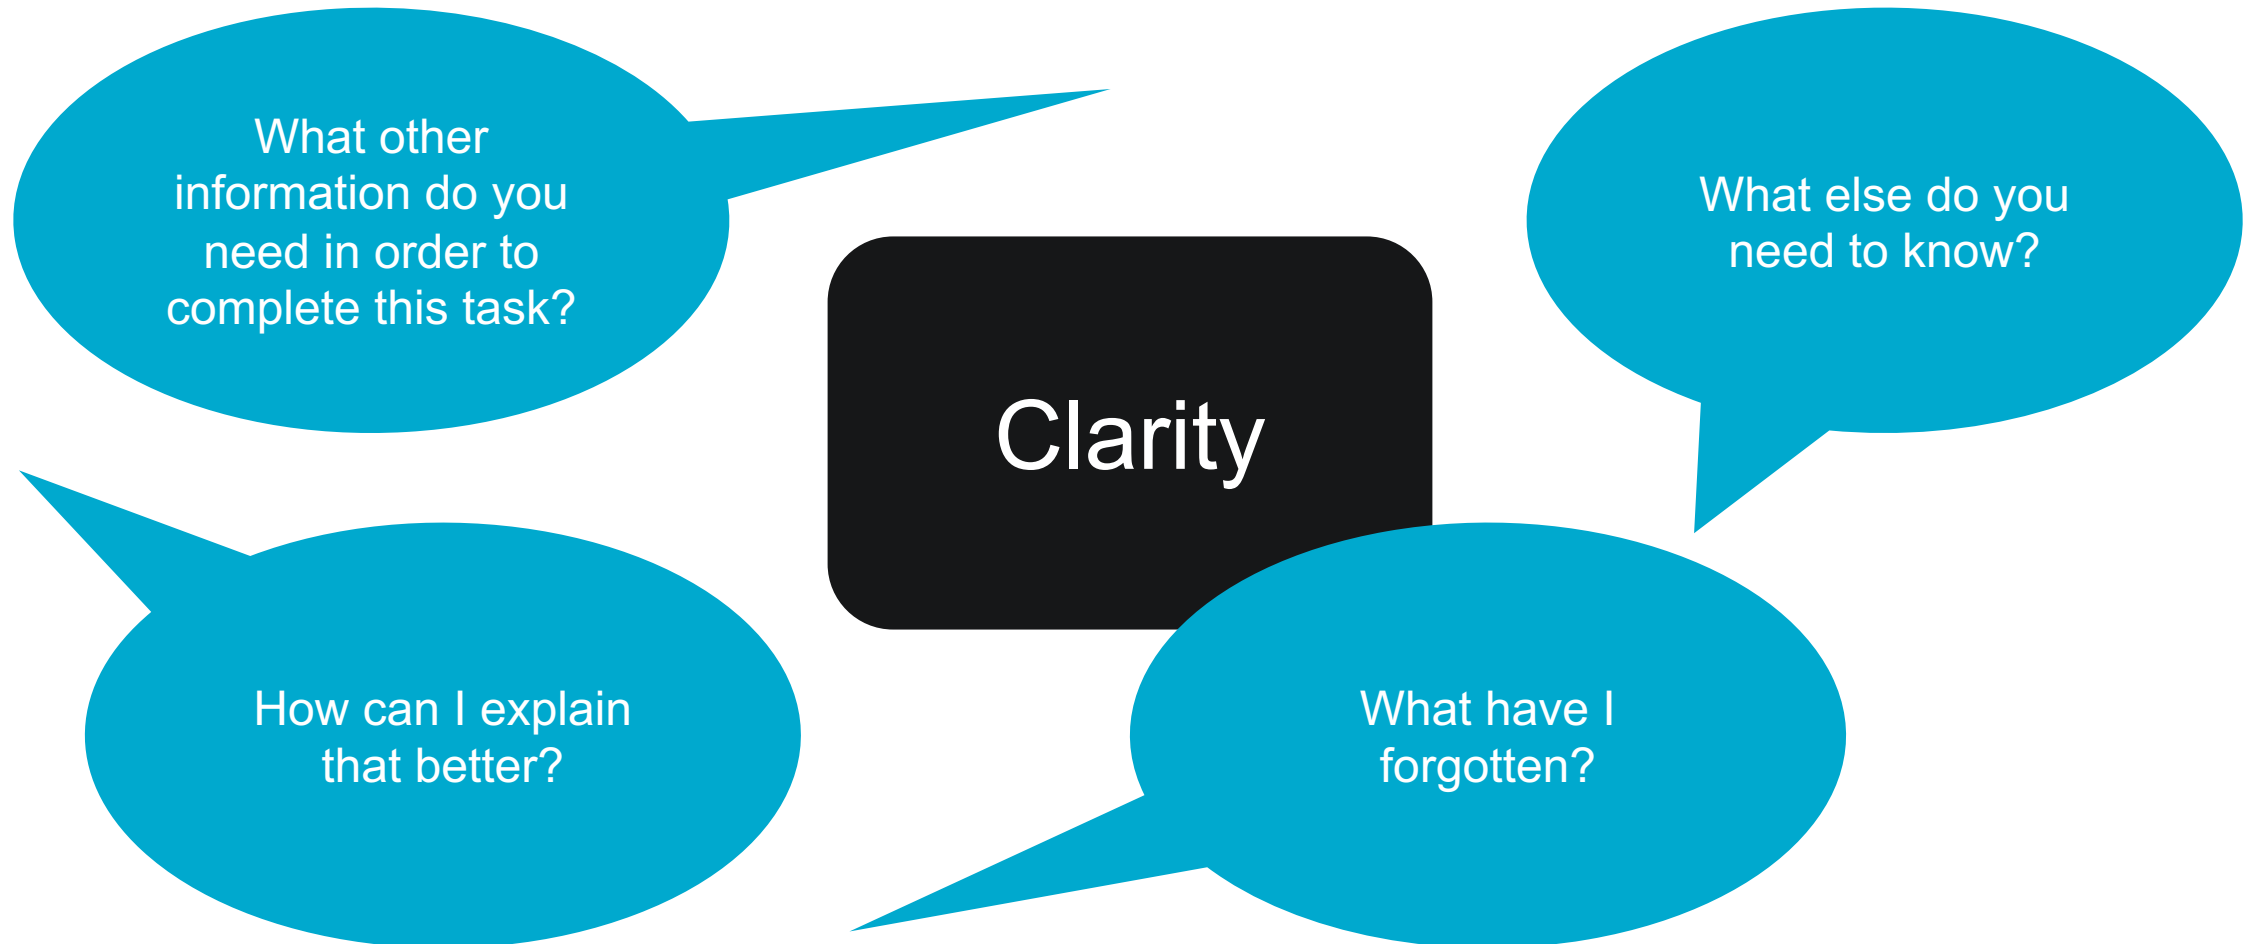 What other
information do you
need in order to
complete this task?
What else do you
need to know?
Clarity
How can I explain
that better?
What have I
forgotten?